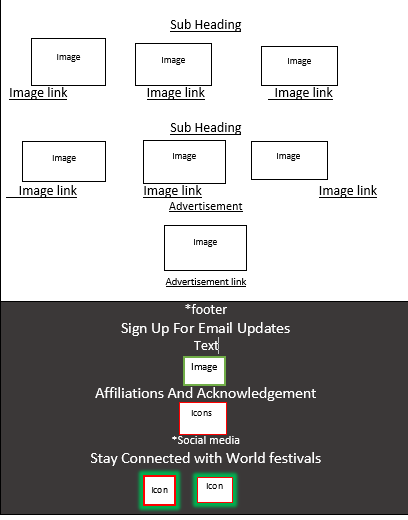 Sub Heading
Image Image Image
Image link Image link Image link
Sub Heading
Image Image Image
Image link Image link Image link
Advertisement
Image
Advertisement link
*footer
Sign Up For Email Updates
Text
Image
Affiliations And Acknowledgement
Icons
*Social media
Stay Connected with World festivals
Icon Icon